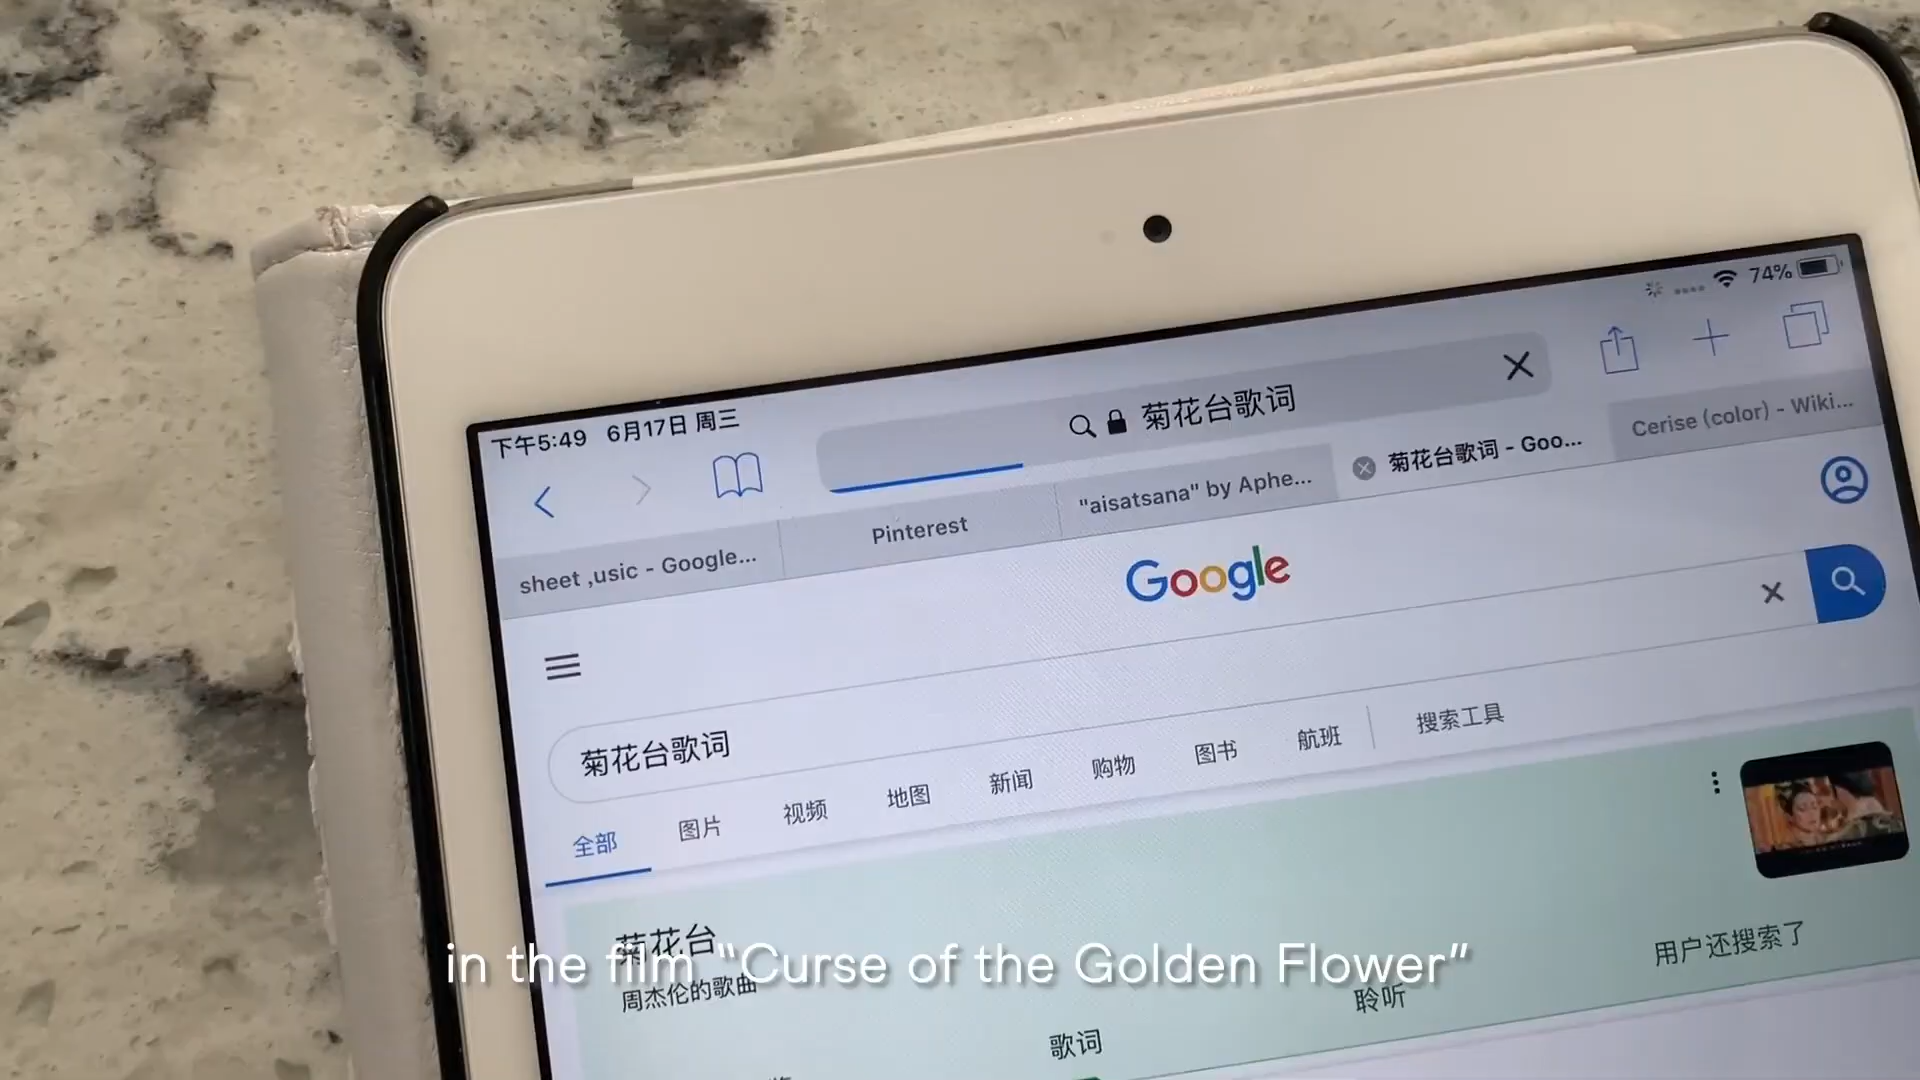 下午5:49 6月17日 周三
74%
菊花台歌词
sheet ,usic - Google...
Pinterest
"aisatsana" by Aphe...
菊花台歌词 - Goo...
Cerise (color) - Wiki...
Google
菊花台歌词
全部 图片 视频 地图 新闻 购物 图书 航班 搜索工具
菊花台
周杰伦的歌曲
in the film “Curse of the Golden Flower”
歌词
聆听
用户还搜索了